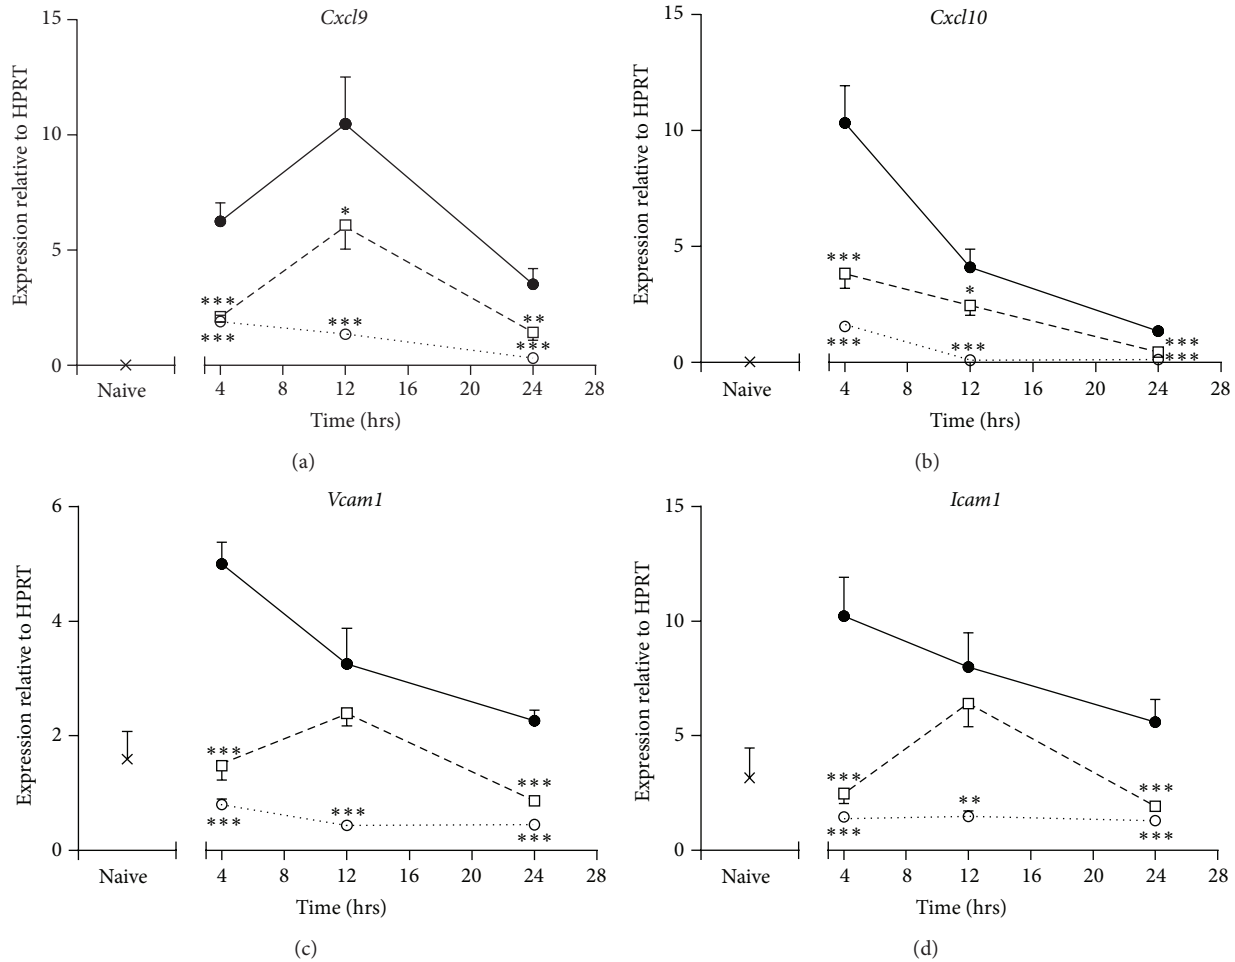 Cxcl9
Expression relative to HPRT
15
10
5
0
*
***
***
***
**
***
Naive
4 12 8 16 20 24 28
Time (hrs)
(a)
Cxcl10
Expression relative to HPRT
15
10
5
0
***
*
***
***
***
***
Naive
4 8 12 16 20 24 28
Time (hrs)
(b)
Vcam1
Expression relative to HPRT
6
4
2
0
***
***
***
***
***
Naive
4 8 12 16 20 24 28
Time (hrs)
(c)
Icam1
Expression relative to HPRT
15
10
5
0
***
***
**
***
***
Naive
4 8 12 16 20 24 28
Time (hrs)
(d)